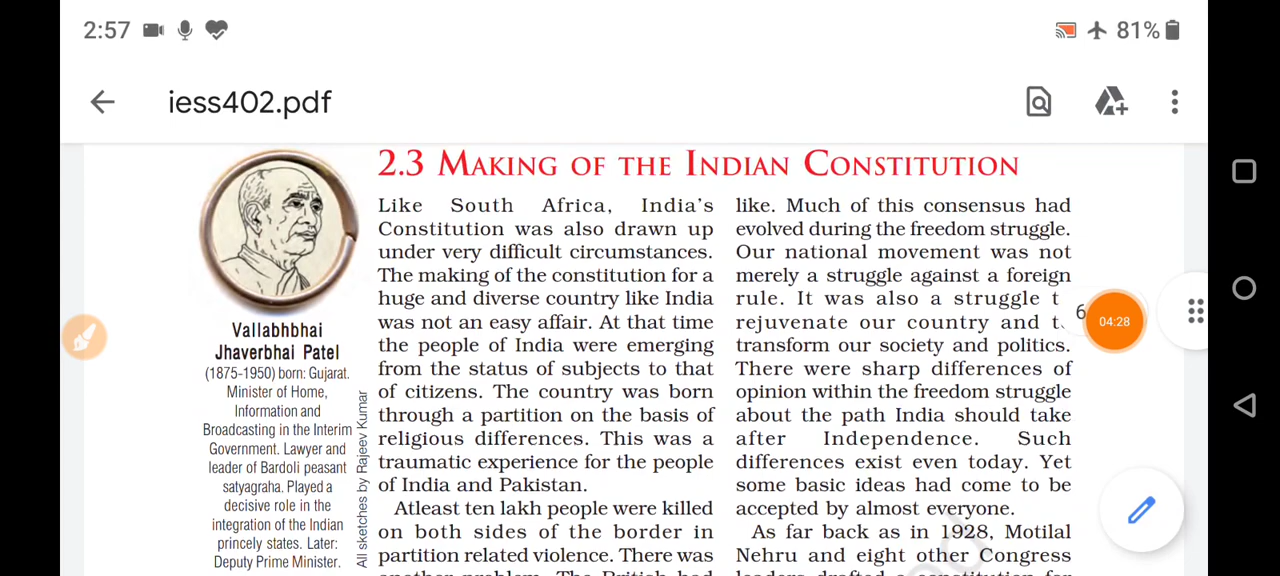 2:57
81%
iess402.pdf
2.3 MAKING OF THE INDIAN CONSTITUTION
Vallabhbhai
Jhaverbhai Patel
(1875-1950) born: Gujarat.
Minister of Home,
Information and
Broadcasting in the Interim
Government. Lawyer and
leader of Bardoli peasant
satyagraha. Played a
decisive role in the
integration of the Indian
princely states. Later:
Deputy Prime Minister.
All sketches by Rajeev Kumar
Like South Africa, India's
Constitution was also drawn up
under very difficult circumstances.
The making of the constitution for a
huge and diverse country like India
was not an easy affair. At that time
the people of India were emerging
from the status of subjects to that
of citizens. The country was born
through a partition on the basis of
religious differences. This was a
traumatic experience for the people
of India and Pakistan.
Atleast ten lakh people were killed
on both sides of the border in
partition related violence. There was
another problem. The British had
like. Much of this consensus had
evolved during the freedom struggle.
Our national movement was not
merely a struggle against a foreign
rule. It was also a struggle t
rejuvenate our country and t
transform our society and politics.
There were sharp differences of
opinion within the freedom struggle
about the path India should take
after Independence. Such
differences exist even today. Yet
some basic ideas had come to be
accepted by almost everyone.
As far back as in 1928, Motilal
Nehru and eight other Congress
leaders drafted a constitution for
6
04:28